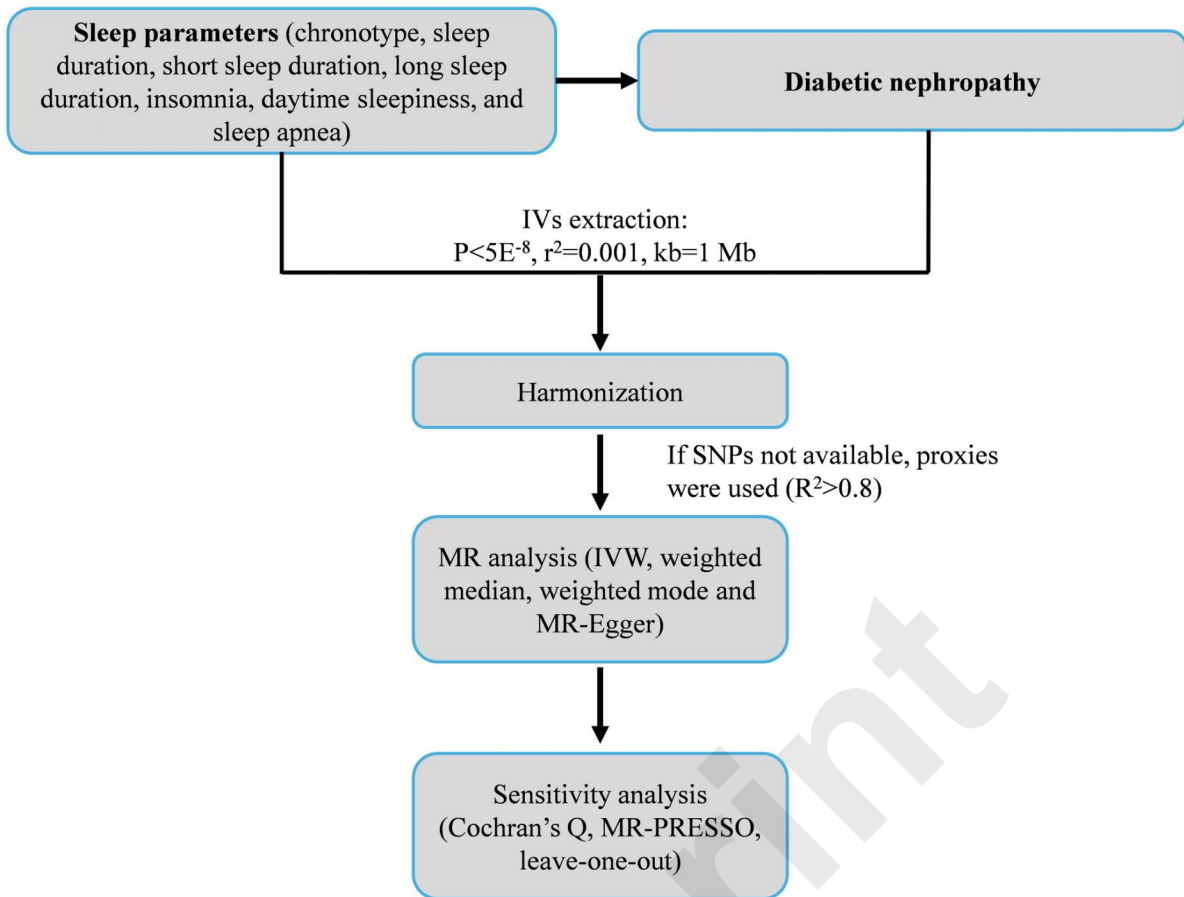 Sleep parameters (chronotype, sleep
duration, short sleep duration, long sleep
duration, insomnia, daytime sleepiness, and
sleep apnea)
Diabetic nephropathy
IVs extraction:
P<5E⁻⁸, r²=0.001, kb=1 Mb
Harmonization
If SNPs not available, proxies
were used (R²>0.8)
MR analysis (IVW, weighted
median, weighted mode and
MR-Egger)
Sensitivity analysis
(Cochran’s Q, MR-PRESSO,
leave-one-out)
rint